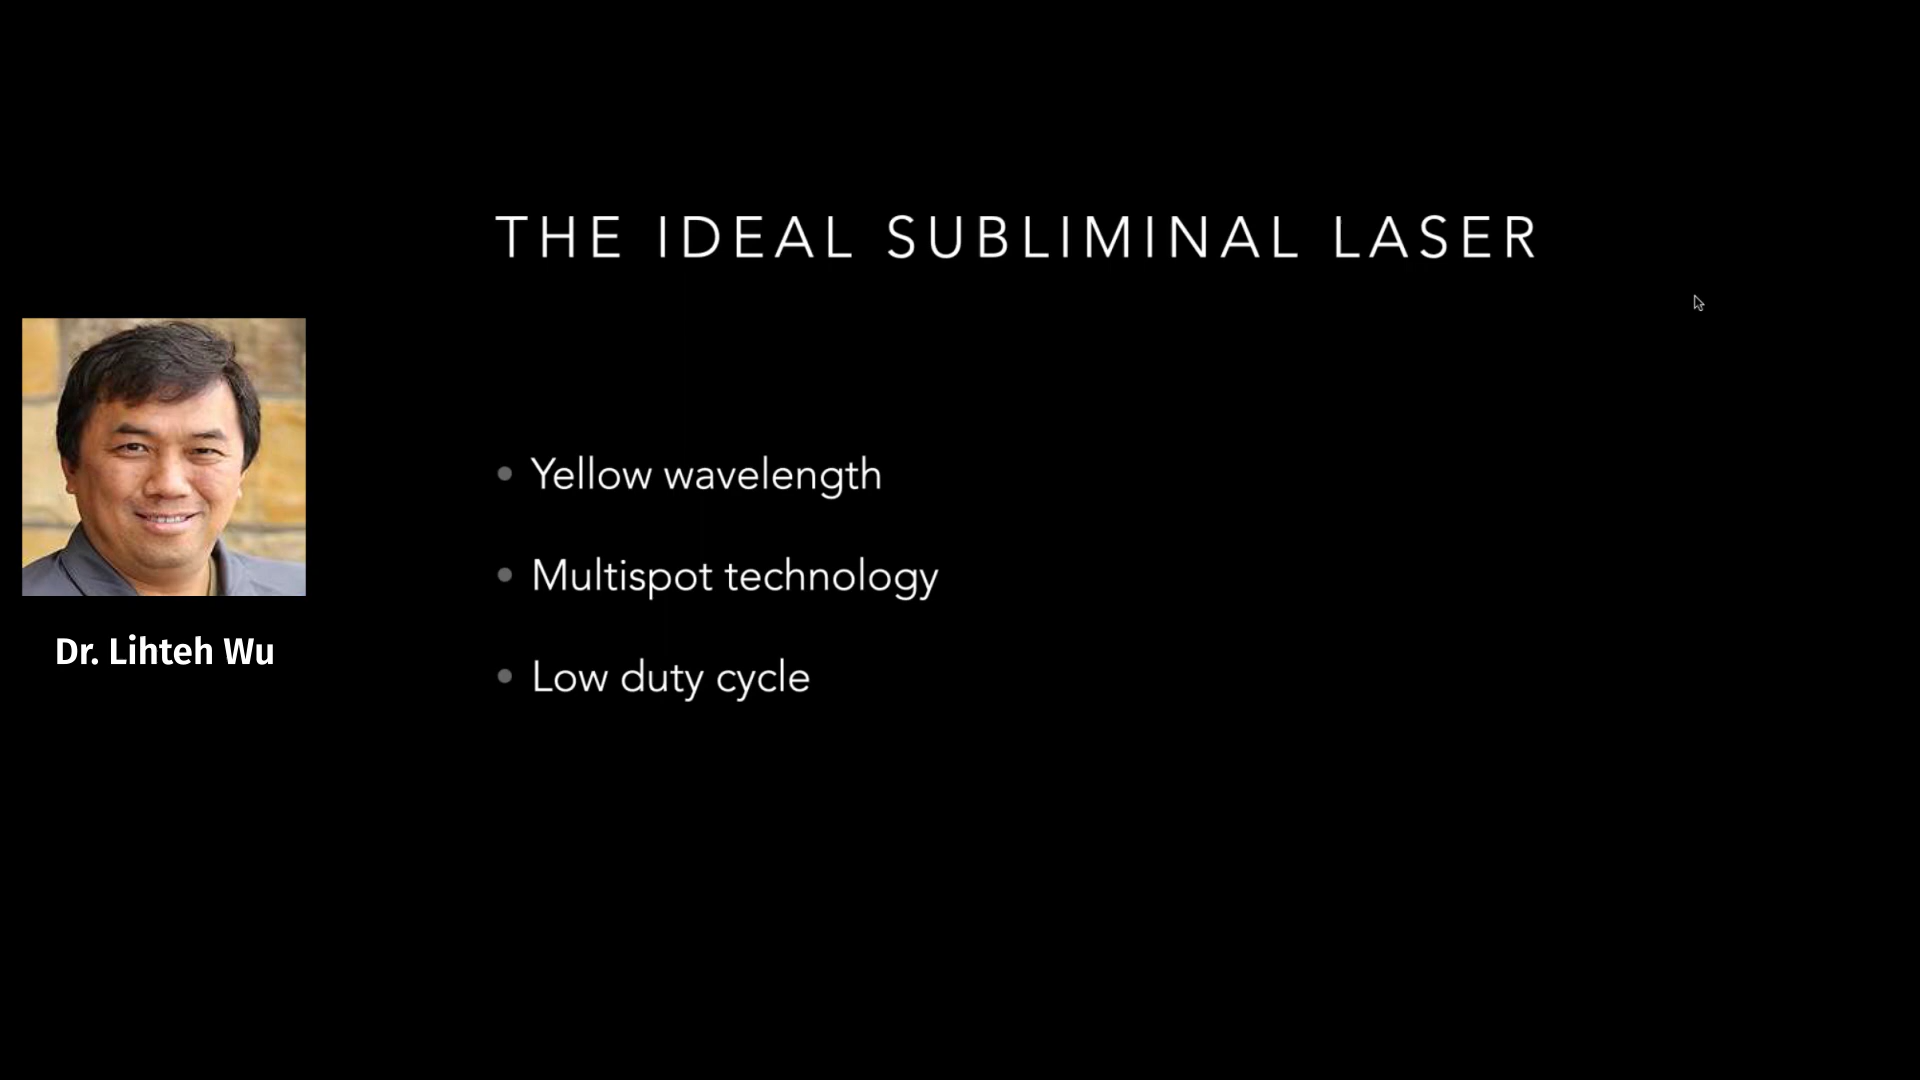 THE IDEAL SUBLIMINAL LASER
Yellow wavelength
Multispot technology
Low duty cycle
Dr. Lihteh Wu